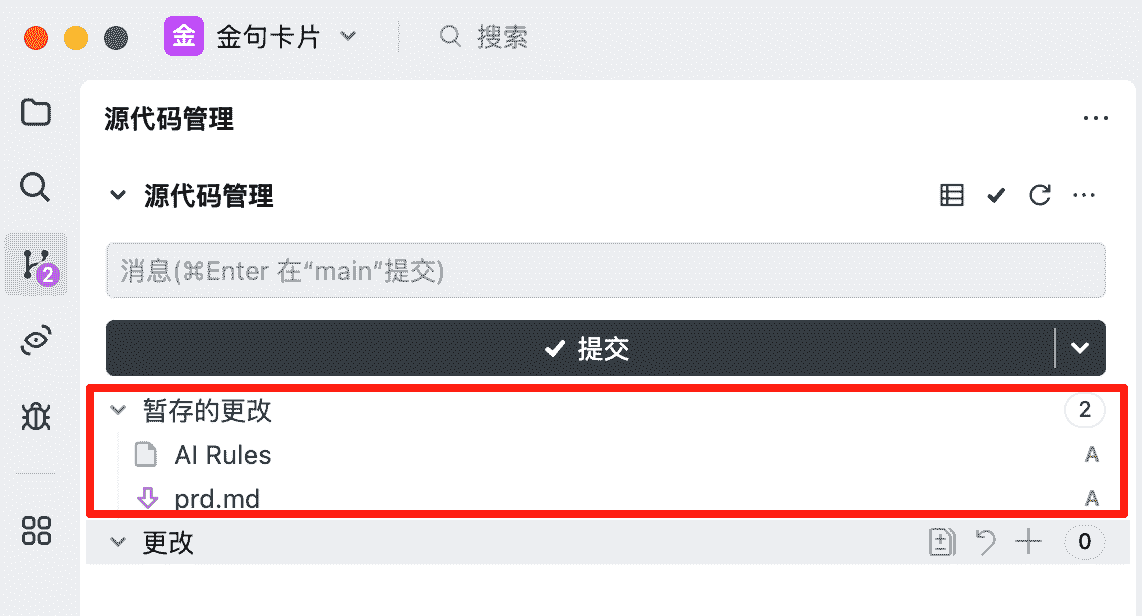 金 金句卡片 搜索
源代码管理
源代码管理
2
消息(⌘Enter 在“main”提交)
提交
暂存的更改 2
AI Rules A
prd.md A
更改 0